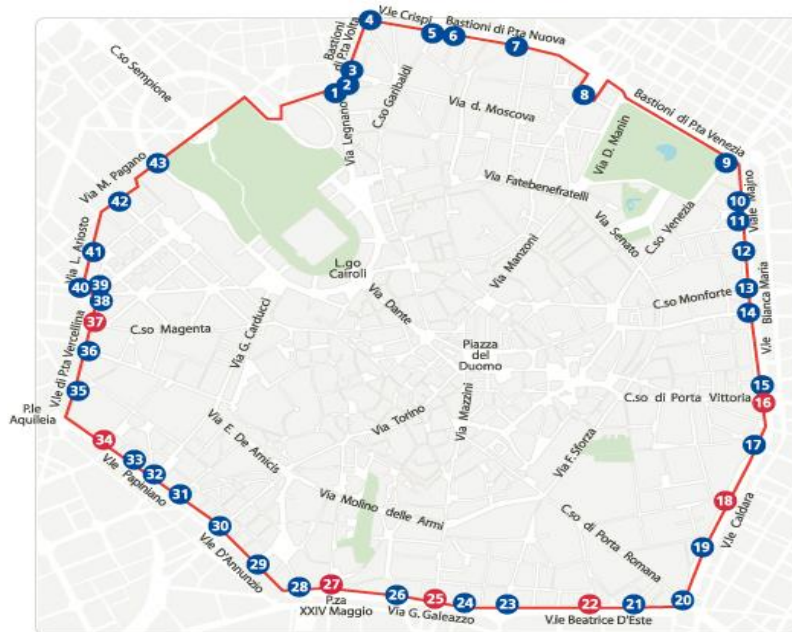 4
V.le Crispi
5
6
Bastioni di P.ta Nuova
7
Bastioni
di P.ta Volta
C.so Sempione
3
2
1
C.so Garibaldi
8
Via Legnano
Via d. Moscova
Bastioni di P.ta Venezia
Via D. Manin
43
9
Via M. Pagano
Via Fatebenefratelli
42
10
11
Viale Majno
Via Senato
C.so Venezia
41
Via L. Ariosto
12
L.go
Cairoli
Via Manzoni
40
39
38
C.so Monforte
13
14
V.le Bianca Maria
Via Dante
37
C.so Magenta
Via G. Carducci
36
V.le di P.ta Vercellina
Piazza
del
Duomo
35
15
C.so di Porta Vittoria
16
P.le
Aquileia
Via Torino
Via Mazzini
34
Via E. De Amicis
17
33
32
V.le Papiniano
31
Via F. Sforza
18
Via Molino delle Armi
V.le Caldara
30
C.so di Porta Romana
19
V.le D'Annunzio
29
28
27
P.za
XXIV Maggio
26
25
Via G. Galeazzo
24
23
22
21
20
V.le Beatrice D'Este